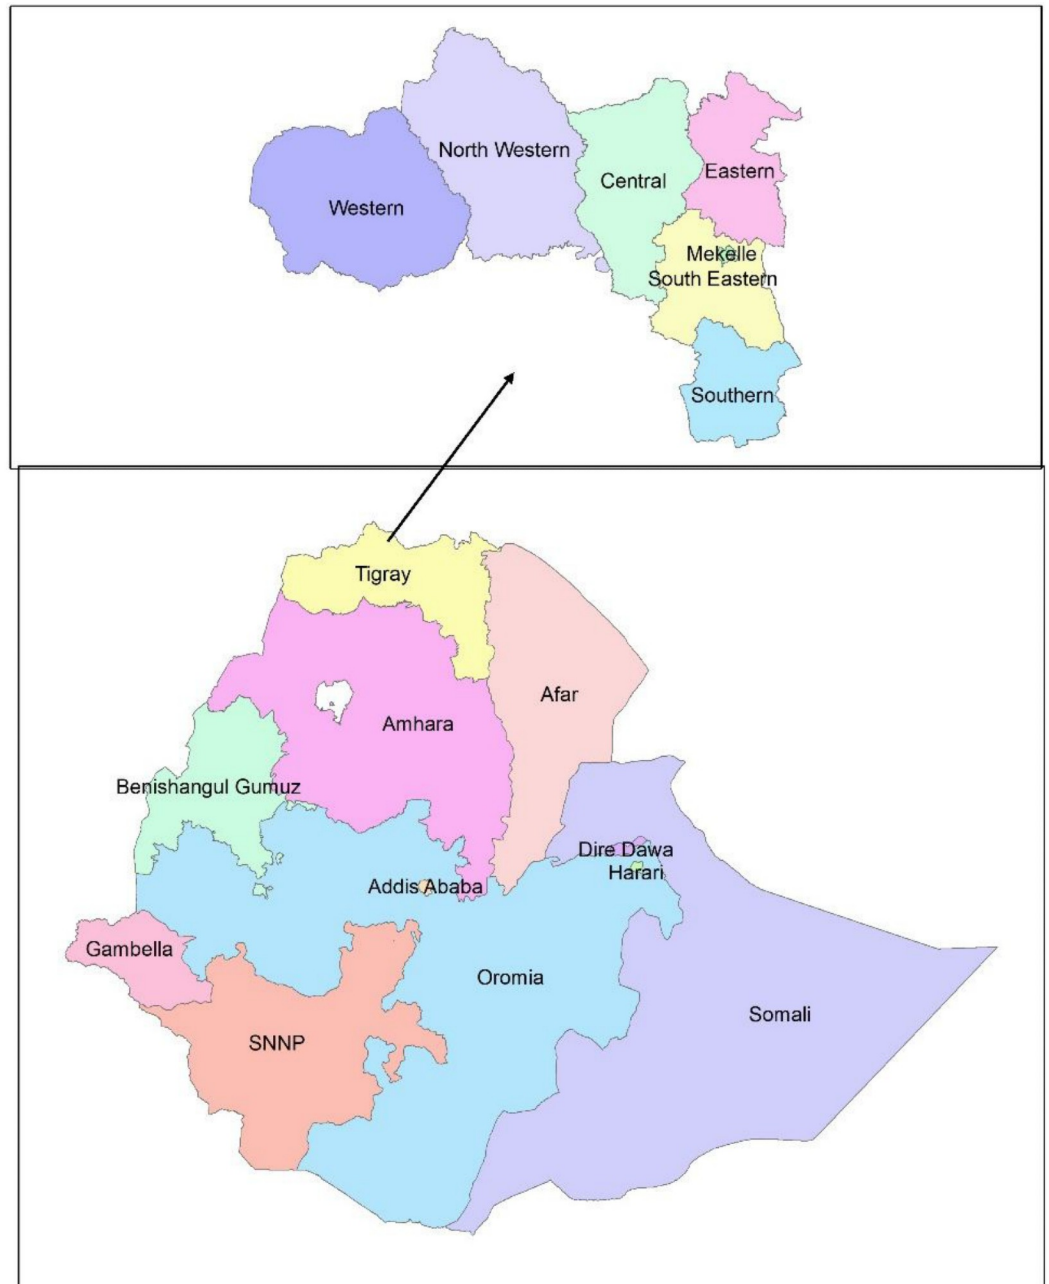 North Western
Eastern
Central
Western
Mekelle
South Eastern
Southern
Tigray
Afar
Amhara
Benishangul Gumuz
Dire Dawa
Harari
Addis Ababa
Gambella
Oromia
Somali
SNNP